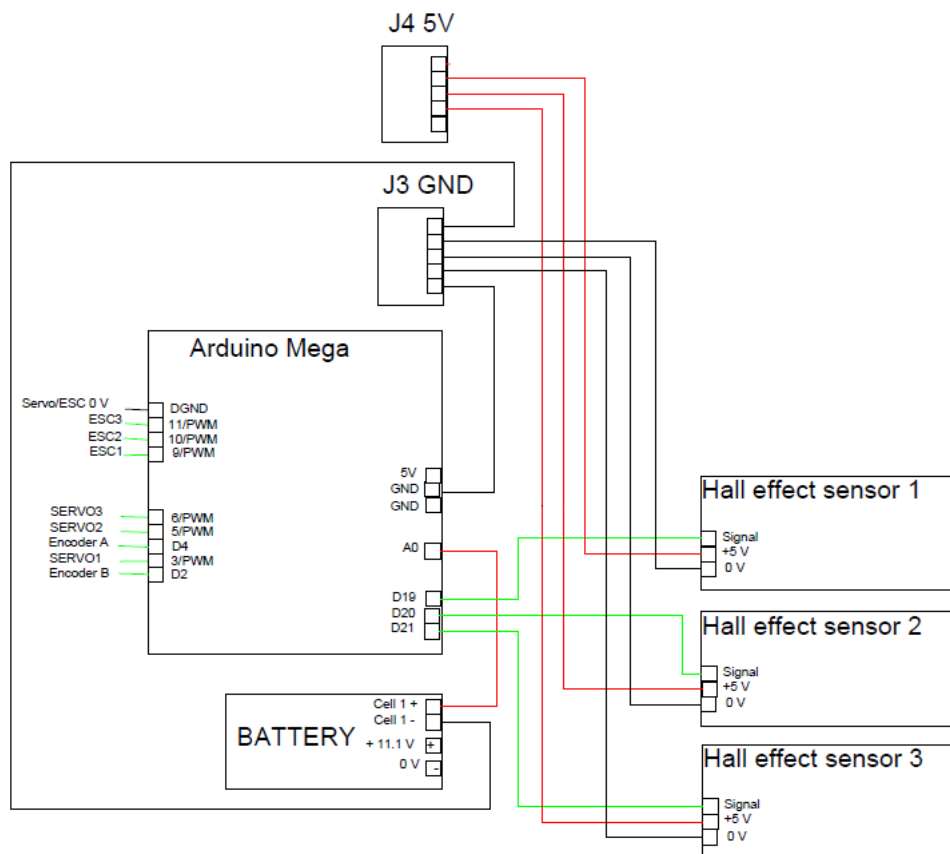 J4 5V
J3 GND
Arduino Mega
Servo/ESC 0 V
DGND
ESC3
11/PWM
ESC2
10/PWM
ESC1
9/PWM
5V
GND
GND
SERVO3
6/PWM
SERVO2
5/PWM
Encoder A
D4
SERVO1
3/PWM
Encoder B
D2
A0
D19
D20
D21
Hall effect sensor 1
Signal
+5 V
0 V
Hall effect sensor 2
Signal
+5 V
0 V
BATTERY
Cell 1 +
Cell 1 -
+ 11.1 V
+
0 V
-
Hall effect sensor 3
Signal
+5 V
0 V